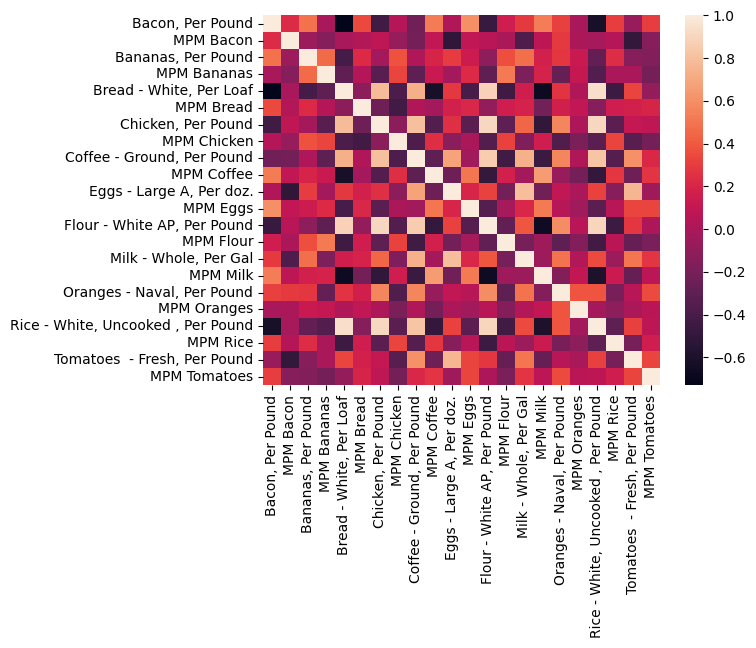 Bacon, Per Pound
MPM Bacon
Bananas, Per Pound
MPM Bananas
Bread - White, Per Loaf
MPM Bread
Chicken, Per Pound
MPM Chicken
Coffee - Ground, Per Pound
MPM Coffee
Eggs - Large A, Per doz.
MPM Eggs
Flour - White AP, Per Pound
MPM Flour
Milk - Whole, Per Gal
MPM Milk
Oranges - Naval, Per Pound
MPM Oranges
Rice - White, Uncooked , Per Pound
MPM Rice
Tomatoes  - Fresh, Per Pound
MPM Tomatoes
Bacon, Per Pound
MPM Bacon
Bananas, Per Pound
MPM Bananas
Bread - White, Per Loaf
MPM Bread
Chicken, Per Pound
MPM Chicken
Coffee - Ground, Per Pound
MPM Coffee
Eggs - Large A, Per doz.
MPM Eggs
Flour - White AP, Per Pound
MPM Flour
Milk - Whole, Per Gal
MPM Milk
Oranges - Naval, Per Pound
MPM Oranges
Rice - White, Uncooked , Per Pound
MPM Rice
Tomatoes  - Fresh, Per Pound
MPM Tomatoes
1.0
0.8
0.6
0.4
0.2
0.0
−0.2
−0.4
−0.6